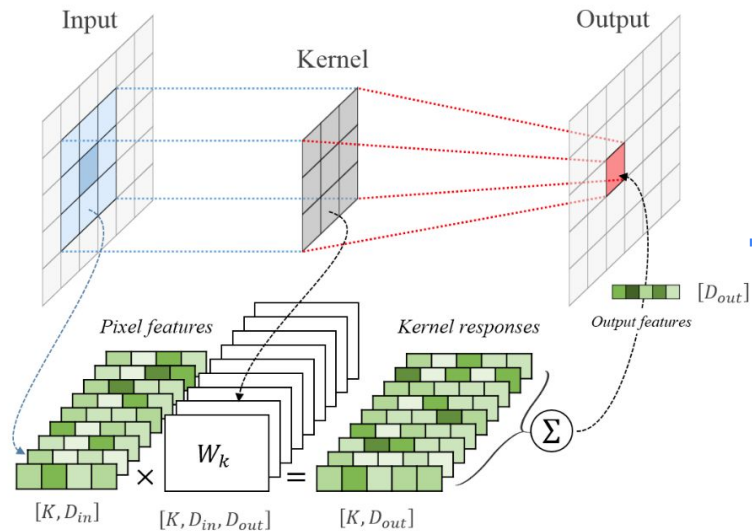 Input
Kernel
Output
Pixel features
Kernel responses
[D_out]
Output features
W_k
×
=
Σ
[K, D_in]
[K, D_in, D_out]
[K, D_out]